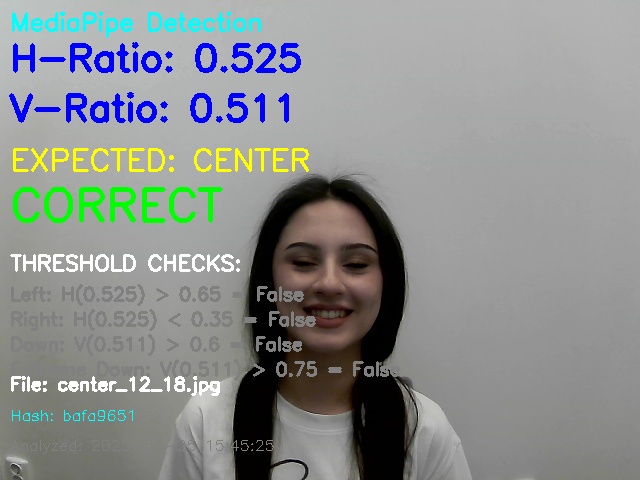 MediaPipe Detection
H-Ratio: 0.525
V-Ratio: 0.511
EXPECTED: CENTER
CORRECT
THRESHOLD CHECKS:
Left: H(0.525) > 0.65 = False
Right: H(0.525) < 0.35 = False
Down: V(0.511) > 0.6 = False
Down: V(0.511) > 0.75 = False
File: center_12_18.jpg
Hash: bafa9651
Analyzed: 15:45:25